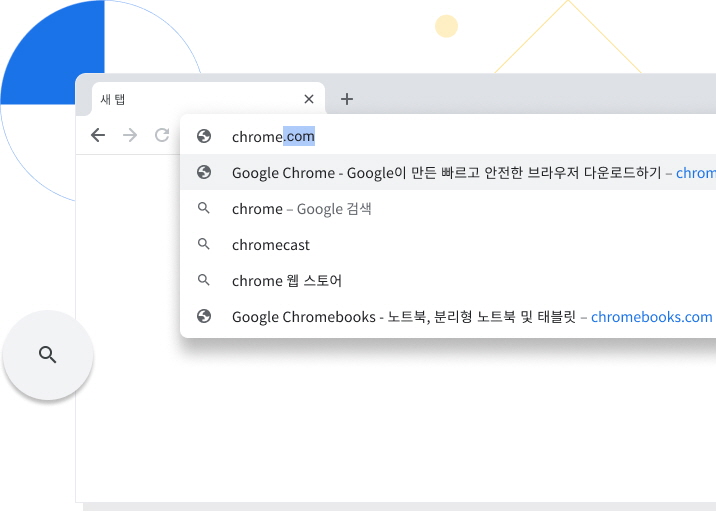 새 탭
chrome.com
Google Chrome - Google이 만든 빠르고 안전한 브라우저 다운로드하기 – chrom
chrome – Google 검색
chromecast
chrome 웹 스토어
Google Chromebooks - 노트북, 분리형 노트북 및 태블릿 – chromebooks.com